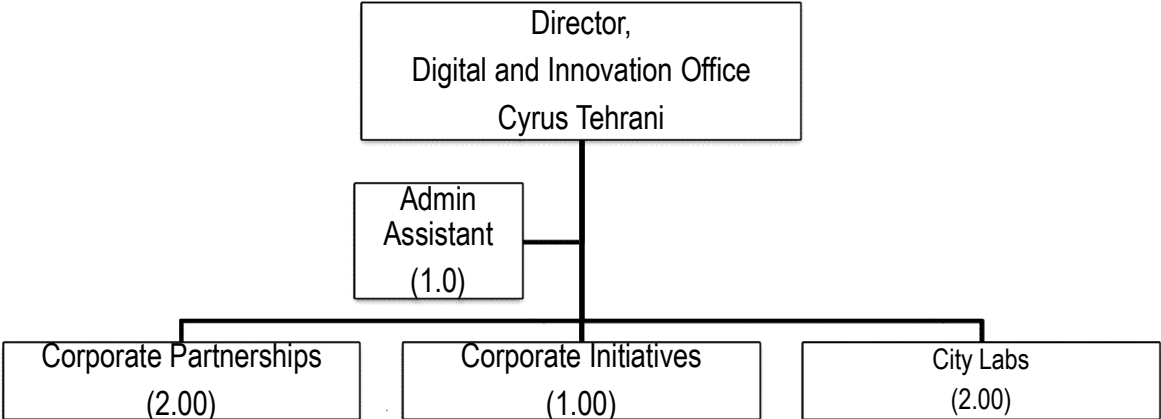 Director,
Digital and Innovation Office
Cyrus Tehrani
Admin
Assistant
(1.0)
Corporate Partnerships
(2.00)
Corporate Initiatives
(1.00)
City Labs
(2.00)